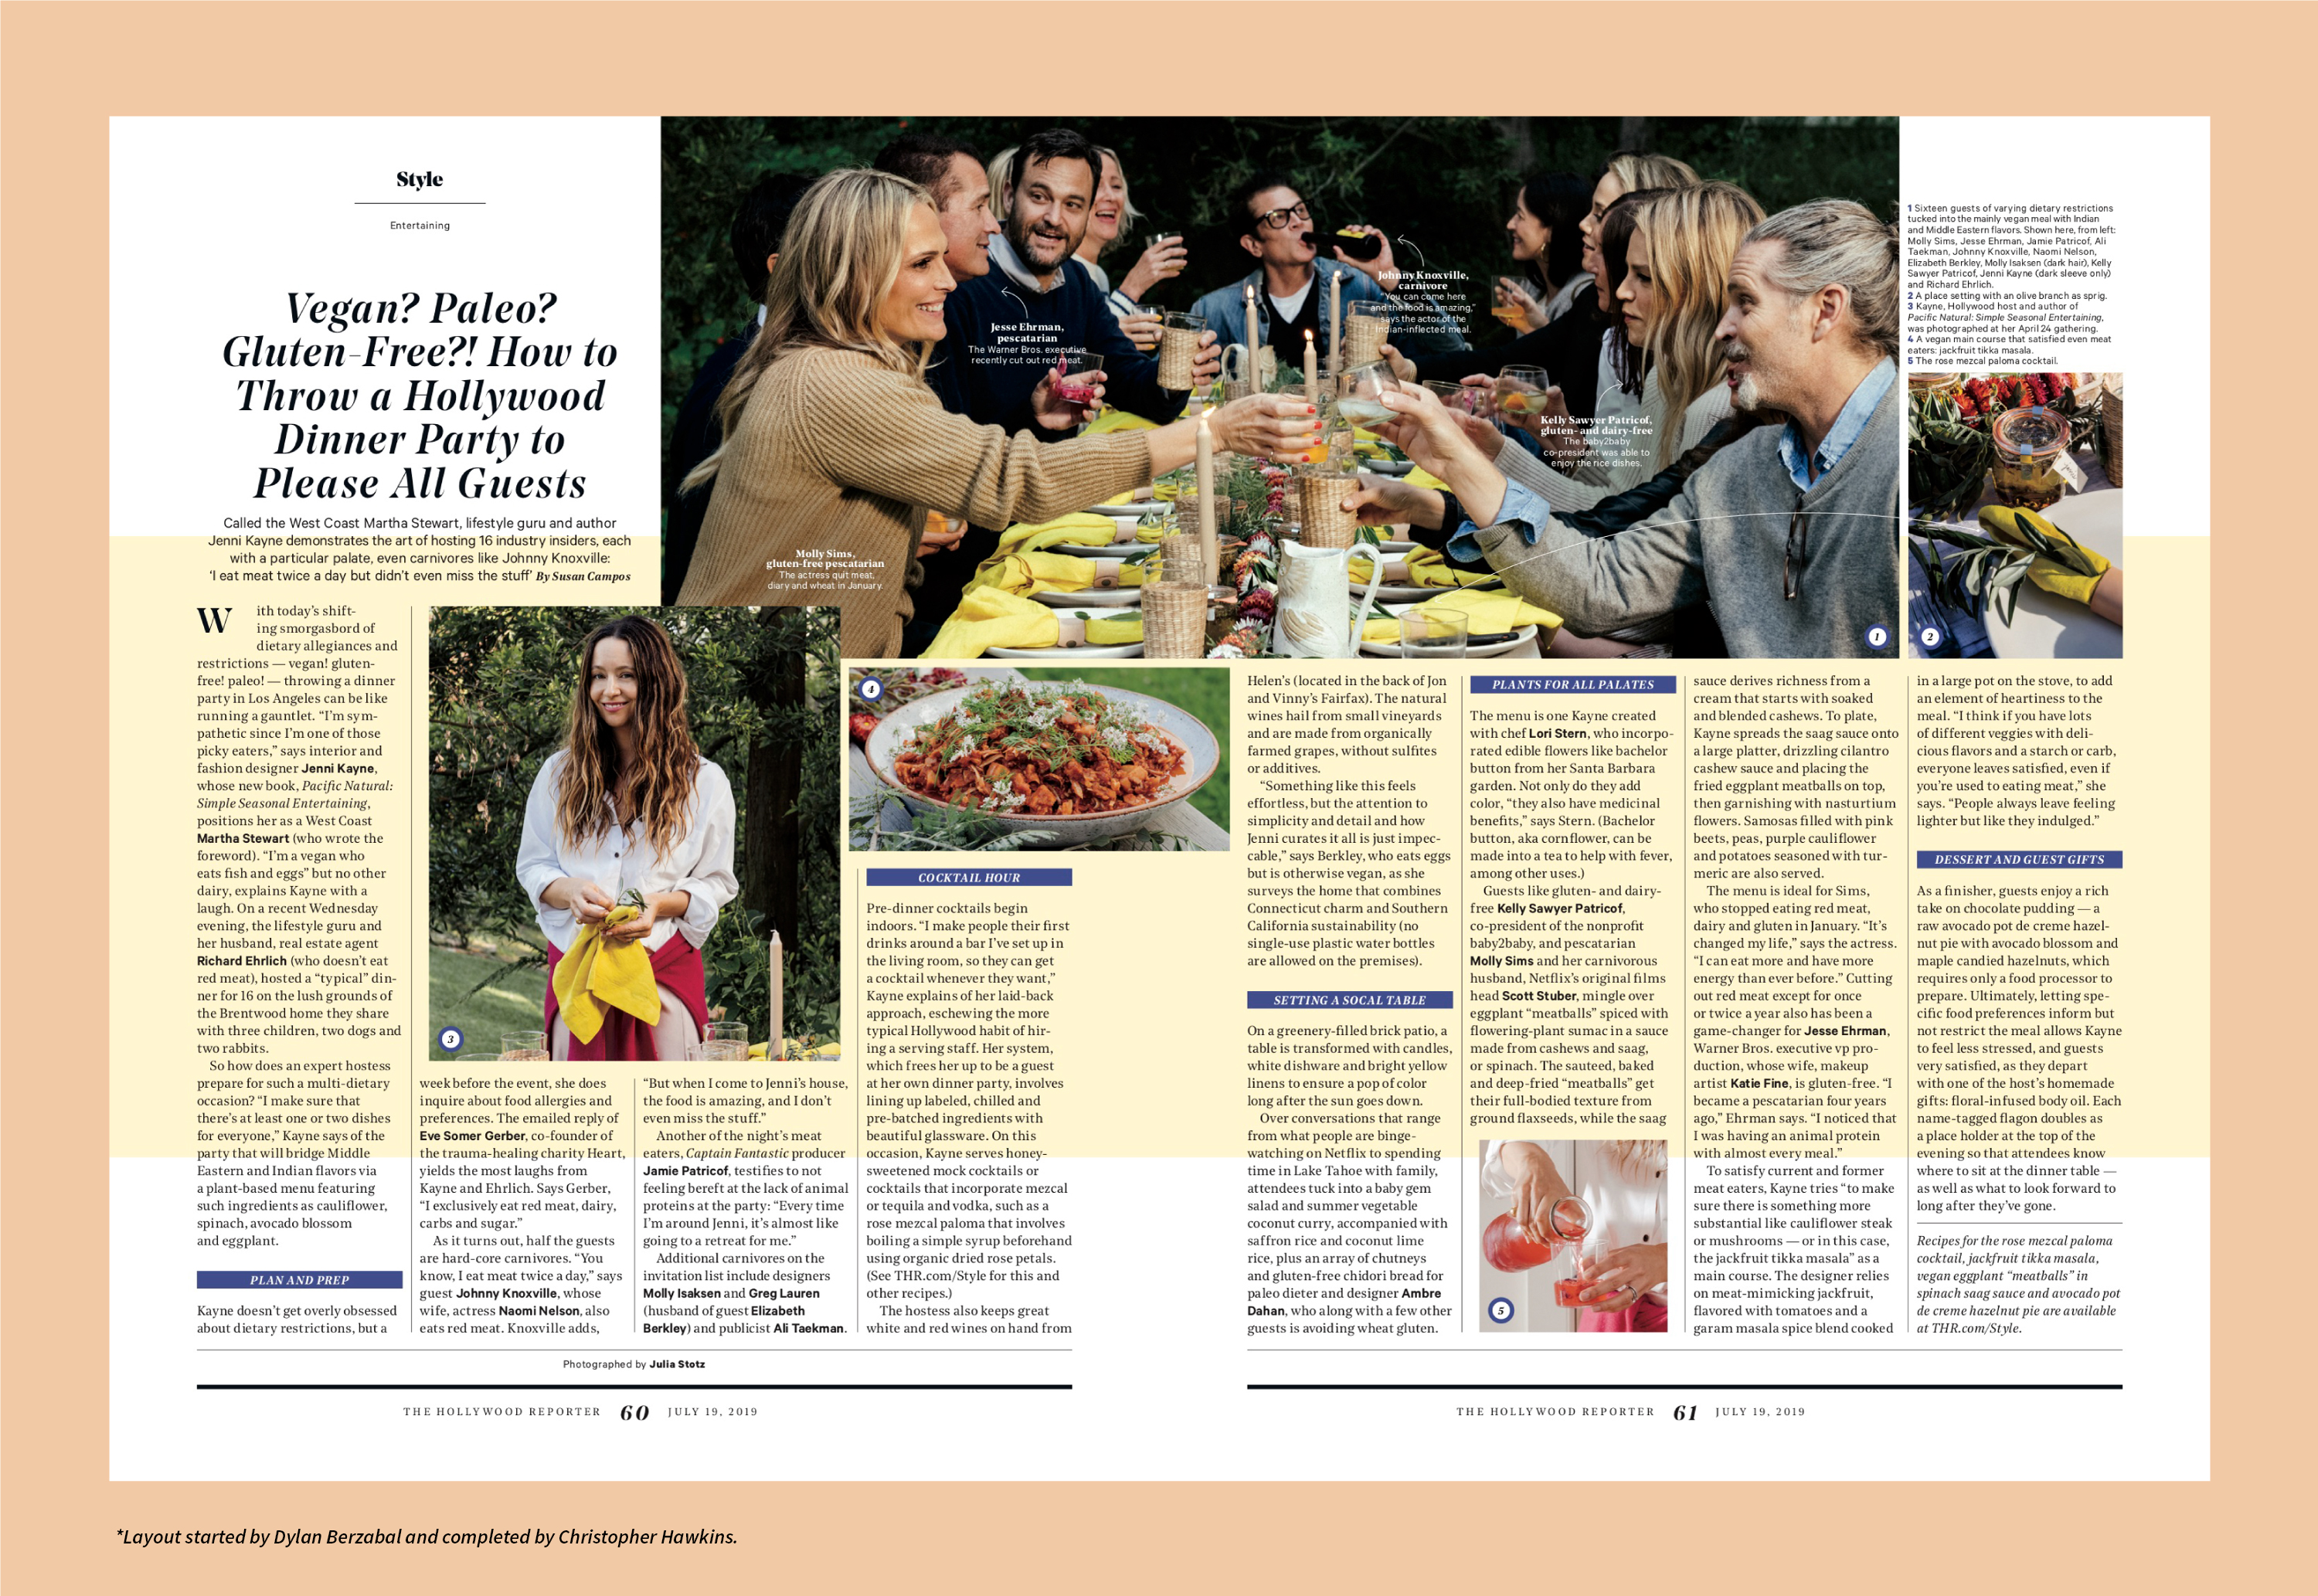 Style
Entertaining
Vegan? Paleo?
Gluten-Free?! How to
Throw a Hollywood
Dinner Party to
Please All Guests
Called the West Coast Martha Stewart, lifestyle guru and author
Jenni Kayne demonstrates the art of hosting 16 industry insiders, each
with a particular palate, even carnivores like Johnny Knoxville:
‘I eat meat twice a day but didn’t even miss the stuff’ By Susan Campos
Jesse Ehrman,
pescatarian
The Warner Bros. executive
recently cut out red meat.
Johnny Knoxville,
carnivore
“You can come here
and the food is amazing,”
says the actor of the
Indian-inflected meal.
Kelly Sawyer Patricof,
gluten- and dairy-free
The baby2baby
co-president was able to
enjoy the rice dishes.
Molly Sims,
gluten-free pescatarian
The actress quit meat,
diary and wheat in January.
1
2
1 Sixteen guests of varying dietary restrictions
tucked into the mainly vegan meal with Indian
and Middle Eastern flavors. Shown here, from left:
Molly Sims, Jesse Ehrman, Jamie Patricof, Ali
Taekman, Johnny Knoxville, Naomi Nelson,
Elizabeth Berkley, Molly Isaksen (dark hair), Kelly
Sawyer Patricof, Jenni Kayne (dark sleeve only)
and Richard Ehrlich.
2 A place setting with an olive branch as sprig.
3 Kayne, Hollywood host and author of
Pacific Natural: Simple Seasonal Entertaining,
was photographed at her April 24 gathering.
4 A vegan main course that satisfied even meat
eaters: jackfruit tikka masala.
5 The rose mezcal paloma cocktail.
With today’s shift-
ing smorgasbord of
dietary allegiances and
restrictions — vegan! gluten-
free! paleo! — throwing a dinner
party in Los Angeles can be like
running a gauntlet. “I’m sym-
pathetic since I’m one of those
picky eaters,” says interior and
fashion designer Jenni Kayne,
whose new book, Pacific Natural:
Simple Seasonal Entertaining,
positions her as a West Coast
Martha Stewart (who wrote the
foreword). “I’m a vegan who
eats fish and eggs” but no other
dairy, explains Kayne with a
laugh. On a recent Wednesday
evening, the lifestyle guru and
her husband, real estate agent
Richard Ehrlich (who doesn’t eat
red meat), hosted a “typical” din-
ner for 16 on the lush grounds of
the Brentwood home they share
with three children, two dogs and
two rabbits.
So how does an expert hostess
prepare for such a multi-dietary
occasion? “I make sure that
there’s at least one or two dishes
for everyone,” Kayne says of the
party that will bridge Middle
Eastern and Indian flavors via
a plant-based menu featuring
such ingredients as cauliflower,
spinach, avocado blossom
and eggplant.
PLAN AND PREP
Kayne doesn’t get overly obsessed
about dietary restrictions, but a
3
week before the event, she does
inquire about food allergies and
preferences. The emailed reply of
Eve Somer Gerber, co-founder of
the trauma-healing charity Heart,
yields the most laughs from
Kayne and Ehrlich. Says Gerber,
“I exclusively eat red meat, dairy,
carbs and sugar.”
As it turns out, half the guests
are hard-core carnivores. “You
know, I eat meat twice a day,” says
guest Johnny Knoxville, whose
wife, actress Naomi Nelson, also
eats red meat. Knoxville adds,
“But when I come to Jenni’s house,
the food is amazing, and I don’t
even miss the stuff.”
Another of the night’s meat
eaters, Captain Fantastic producer
Jamie Patricof, testifies to not
feeling bereft at the lack of animal
proteins at the party: “Every time
I’m around Jenni, it’s almost like
going to a retreat for me.”
Additional carnivores on the
invitation list include designers
Molly Isaksen and Greg Lauren
(husband of guest Elizabeth
Berkley) and publicist Ali Taekman.
4
COCKTAIL HOUR
Pre-dinner cocktails begin
indoors. “I make people their first
drinks around a bar I’ve set up in
the living room, so they can get
a cocktail whenever they want,”
Kayne explains of her laid-back
approach, eschewing the more
typical Hollywood habit of hir-
ing a serving staff. Her system,
which frees her up to be a guest
at her own dinner party, involves
lining up labeled, chilled and
pre-batched ingredients with
beautiful glassware. On this
occasion, Kayne serves honey-
sweetened mock cocktails or
cocktails that incorporate mezcal
or tequila and vodka, such as a
rose mezcal paloma that involves
boiling a simple syrup beforehand
using organic dried rose petals.
(See THR.com/Style for this and
other recipes.)
The hostess also keeps great
white and red wines on hand from
Helen’s (located in the back of Jon
and Vinny’s Fairfax). The natural
wines hail from small vineyards
and are made from organically
farmed grapes, without sulfites
or additives.
“Something like this feels
effortless, but the attention to
simplicity and detail and how
Jenni curates it all is just impec-
cable,” says Berkley, who eats eggs
but is otherwise vegan, as she
surveys the home that combines
Connecticut charm and Southern
California sustainability (no
single-use plastic water bottles
are allowed on the premises).
SETTING A SOCAL TABLE
On a greenery-filled brick patio, a
table is transformed with candles,
white dishware and bright yellow
linens to ensure a pop of color
long after the sun goes down.
Over conversations that range
from what people are binge-
watching on Netflix to spending
time in Lake Tahoe with family,
attendees tuck into a baby gem
salad and summer vegetable
coconut curry, accompanied with
saffron rice and coconut lime
rice, plus an array of chutneys
and gluten-free chidori bread for
paleo dieter and designer Ambre
Dahan, who along with a few other
guests is avoiding wheat gluten.
PLANTS FOR ALL PALATES
The menu is one Kayne created
with chef Lori Stern, who incorpo-
rated edible flowers like bachelor
button from her Santa Barbara
garden. Not only do they add
color, “they also have medicinal
benefits,” says Stern. (Bachelor
button, aka cornflower, can be
made into a tea to help with fever,
among other uses.)
Guests like gluten- and dairy-
free Kelly Sawyer Patricof,
co-president of the nonprofit
baby2baby, and pescatarian
Molly Sims and her carnivorous
husband, Netflix’s original films
head Scott Stuber, mingle over
eggplant “meatballs” spiced with
flowering-plant sumac in a sauce
made from cashews and saag,
or spinach. The sauteed, baked
and deep-fried “meatballs” get
their full-bodied texture from
ground flaxseeds, while the saag
5
sauce derives richness from a
cream that starts with soaked
and blended cashews. To plate,
Kayne spreads the saag sauce onto
a large platter, drizzling cilantro
cashew sauce and placing the
fried eggplant meatballs on top,
then garnishing with nasturtium
flowers. Samosas filled with pink
beets, peas, purple cauliflower
and potatoes seasoned with tur-
meric are also served.
The menu is ideal for Sims,
who stopped eating red meat,
dairy and gluten in January. “It’s
changed my life,” says the actress.
“I can eat more and have more
energy than ever before.” Cutting
out red meat except for once
or twice a year also has been a
game-changer for Jesse Ehrman,
Warner Bros. executive vp pro-
duction, whose wife, makeup
artist Katie Fine, is gluten-free. “I
became a pescatarian four years
ago,” Ehrman says. “I noticed that
I was having an animal protein
with almost every meal.”
To satisfy current and former
meat eaters, Kayne tries “to make
sure there is something more
substantial like cauliflower steak
or mushrooms — or in this case,
the jackfruit tikka masala” as a
main course. The designer relies
on meat-mimicking jackfruit,
flavored with tomatoes and a
garam masala spice blend cooked
in a large pot on the stove, to add
an element of heartiness to the
meal. “I think if you have lots
of different veggies with deli-
cious flavors and a starch or carb,
everyone leaves satisfied, even if
you’re used to eating meat,” she
says. “People always leave feeling
lighter but like they indulged.”
DESSERT AND GUEST GIFTS
As a finisher, guests enjoy a rich
take on chocolate pudding — a
raw avocado pot de creme hazel-
nut pie with avocado blossom and
maple candied hazelnuts, which
requires only a food processor to
prepare. Ultimately, letting spe-
cific food preferences inform but
not restrict the meal allows Kayne
to feel less stressed, and guests
very satisfied, as they depart
with one of the host’s homemade
gifts: floral-infused body oil. Each
name-tagged flagon doubles as
a place holder at the top of the
evening so that attendees know
where to sit at the dinner table —
as well as what to look forward to
long after they’ve gone.
Recipes for the rose mezcal paloma
cocktail, jackfruit tikka masala,
vegan eggplant “meatballs” in
spinach saag sauce and avocado pot
de creme hazelnut pie are available
at THR.com/Style.
Photographed by Julia Stotz
THE HOLLYWOOD REPORTER 60 JULY 19, 2019
THE HOLLYWOOD REPORTER 61 JULY 19, 2019
*Layout started by Dylan Berzabal and completed by Christopher Hawkins.